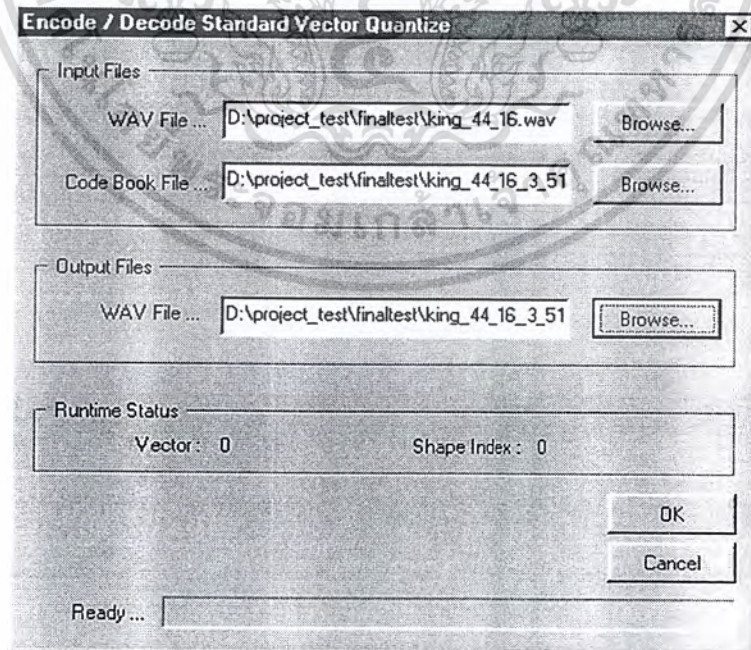 Encode / Decode Standard Vector Quantize
Input Files
WAV File ... D:\project_test\finaltest\king_44_16.wav Browse...
Code Book File ... D:\project_test\finaltest\king_44_16_3_51 Browse...
Output Files
WAV File ... D:\project_test\finaltest\king_44_16_3_51 Browse...
Runtime Status
Vector : 0 Shape Index : 0
OK
Cancel
Ready ...